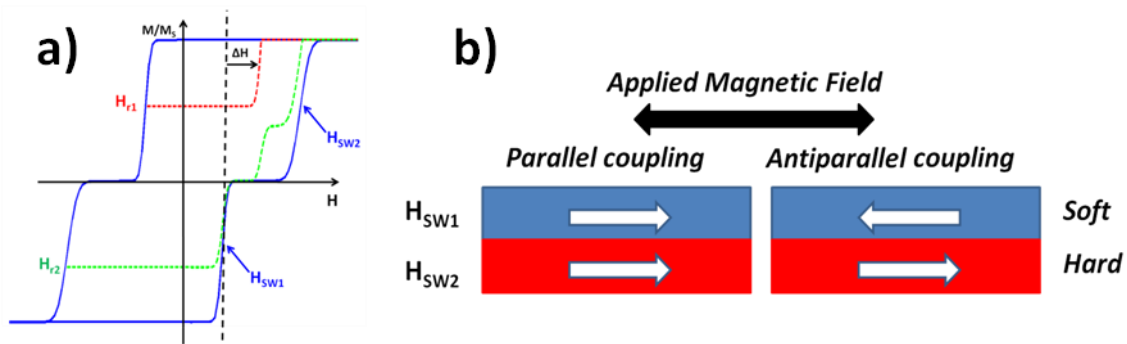 a)
M/Ms
ΔH
Hr1
HSW2
H
Hr2
HSW1
b)
Applied Magnetic Field
Parallel coupling
Antiparallel coupling
HSW1
Soft
HSW2
Hard